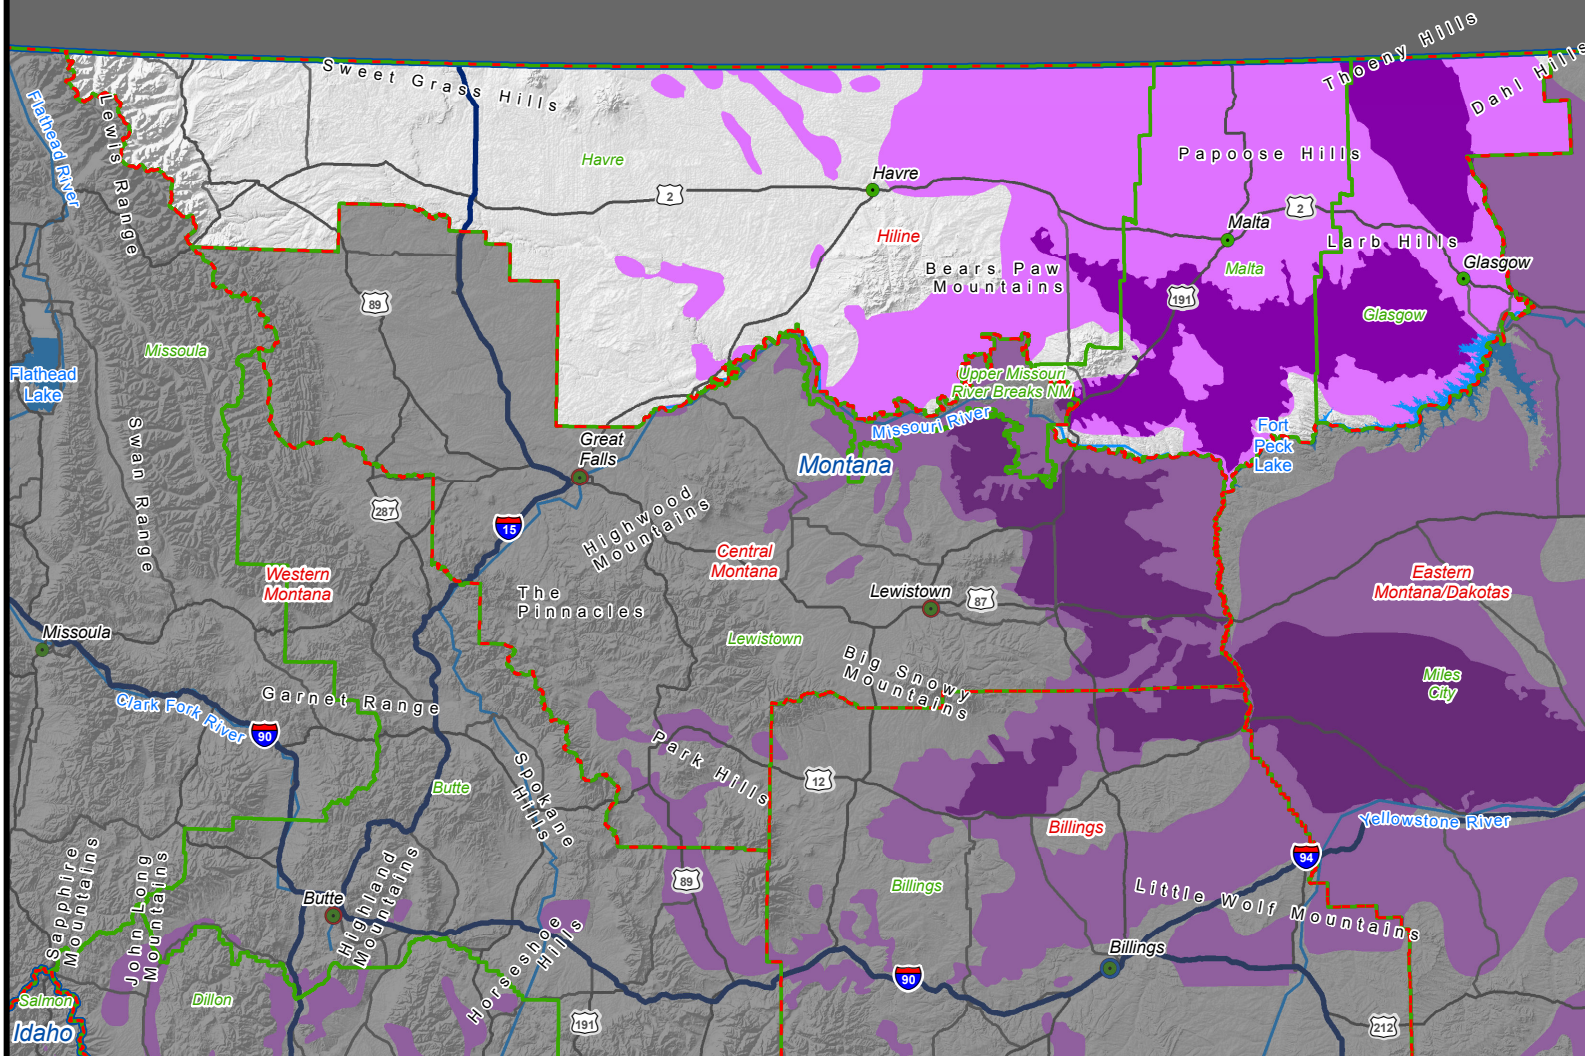 Thoeny Hills
Dahl Hills
Sweet Grass Hills
Flathead River
Lewis Range
Havre
Havre
2
Papoose Hills
2
Malta
Hiline
Larb Hills
Glasgow
Bears Paw
Mountains
Malta
191
89
Glasgow
Missoula
Flathead
Lake
Upper Missouri
River Breaks NM
Missouri River
Fort
Peck
Lake
Great
Falls
Montana
Swan Range
287
15
Highwood
Mountains
Central
Montana
Western
Montana
The
Pinnacles
Lewistown
87
Eastern
Montana/Dakotas
Missoula
Lewistown
Big Snowy
Mountains
Miles
City
Garnet Range
Clark Fork River
90
Park Hills
12
Spokane
Hills
Butte
Billings
Yellowstone River
94
Sapphire
Mountains
John Long
Mountains
Highland
Mountains
89
Billings
Little Wolf Mountains
Butte
Horseshoe
Hills
Billings
90
Salmon
Dillon
Idaho
191
212